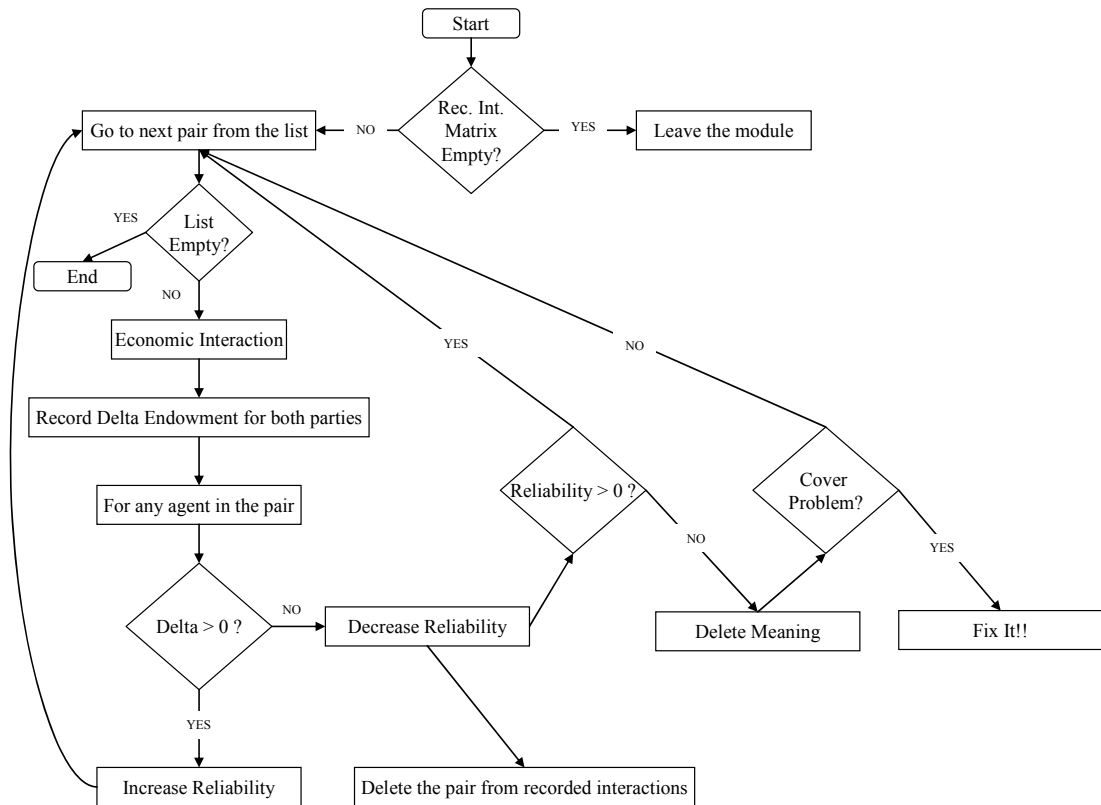 Start
Rec. Int.
Matrix
Empty?
NO
YES
Go to next pair from the list
Leave the module
YES
List
Empty?
End
NO
Economic Interaction
YES
NO
Record Delta Endowment for both parties
For any agent in the pair
Reliability > 0 ?
Cover
Problem?
NO
YES
Delta > 0 ?
NO
Decrease Reliability
Delete Meaning
Fix It!!
YES
Increase Reliability
Delete the pair from recorded interactions